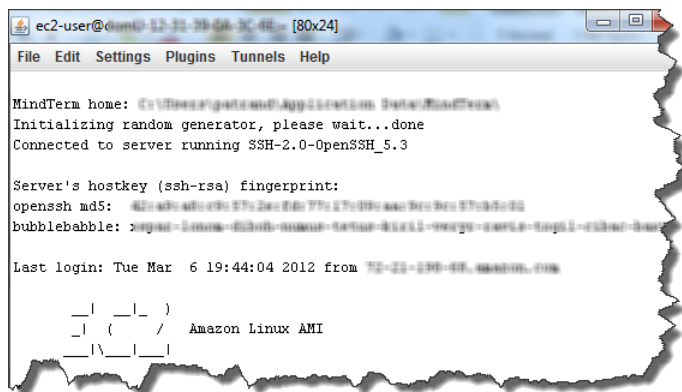 ec2-user@ [80x24]
File Edit Settings Plugins Tunnels Help
MindTerm home:
Initializing random generator, please wait...done
Connected to server running SSH-2.0-OpenSSH_5.3
Server's hostkey (ssh-rsa) fingerprint:
openssh md5:
bubblebabble:
Last login: Tue Mar 6 19:44:04 2012 from
__|  __|_  )
_|  (     /   Amazon Linux AMI
___|\___|___|